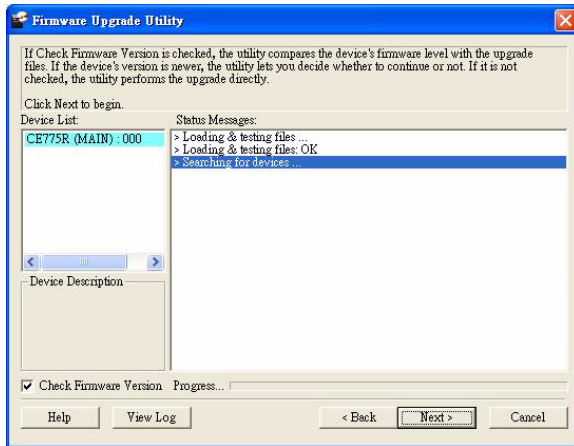 Firmware Upgrade Utility
If Check Firmware Version is checked, the utility compares the device's firmware level with the upgrade
files. If the device's version is newer, the utility lets you decide whether to continue or not. If it is not
checked, the utility performs the upgrade directly.
Click Next to begin.
Device List:
Status Messages:
CE775R (MAIN) : 000
> Loading & testing files ...
> Loading & testing files: OK
> Searching for devices ...
Device Description
Check Firmware Version
Progress...
Help
View Log
< Back
Next >
Cancel